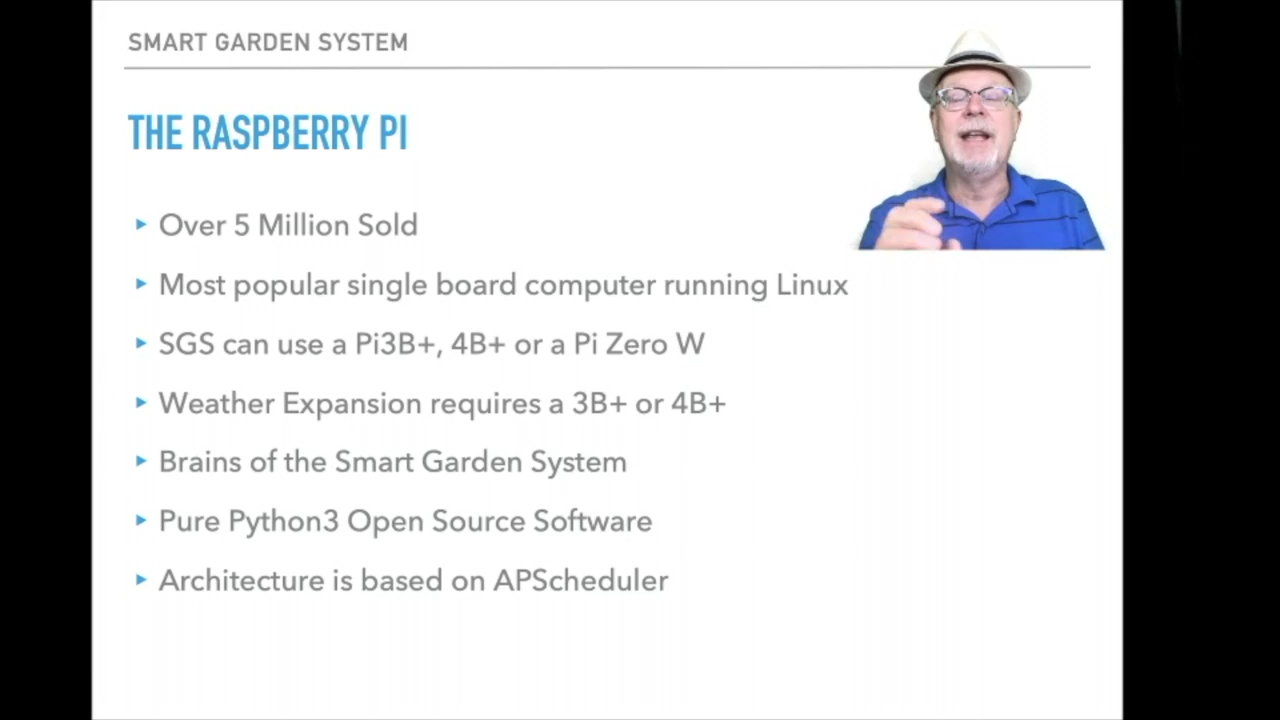 SMART GARDEN SYSTEM
THE RASPBERRY PI
Over 5 Million Sold
Most popular single board computer running Linux
SGS can use a Pi3B+, 4B+ or a Pi Zero W
Weather Expansion requires a 3B+ or 4B+
Brains of the Smart Garden System
Pure Python3 Open Source Software
Architecture is based on APScheduler